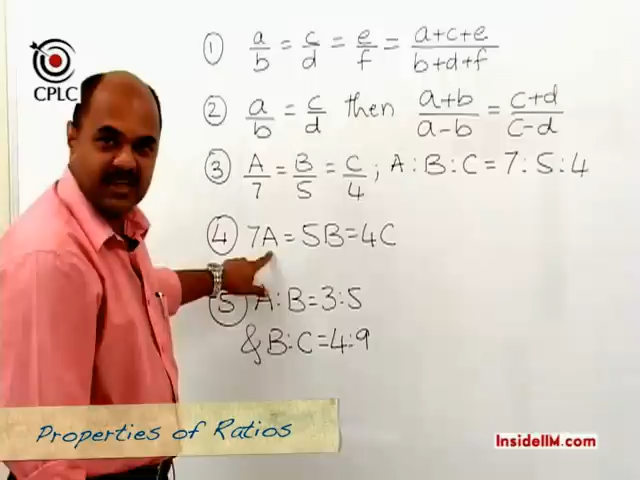 CPLC
① a/b = c/d = e/f = a+c+e/b+d+f
② a/b = c/d then a+b/a-b = c+d/c-d
③ A/7 = B/5 = C/4 ; A : B : C = 7 : 5 : 4
④ 7A = 5B = 4C
⑤ A : B = 3 : 5
& B : C = 4 : 9
Properties of Ratios
InsideIIM.com